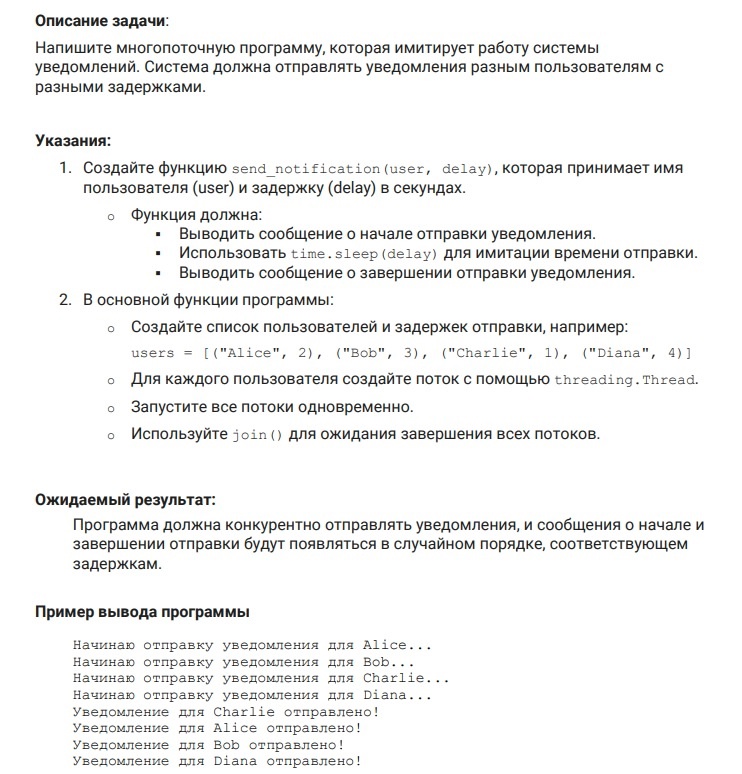 Описание задачи:
Напишите многопоточную программу, которая имитирует работу системы
уведомлений. Система должна отправлять уведомления разным пользователям с
разными задержками.
Указания:
1. Создайте функцию send_notification(user, delay), которая принимает имя
пользователя (user) и задержку (delay) в секундах.
○ Функция должна:
▪ Выводить сообщение о начале отправки уведомления.
▪ Использовать time.sleep(delay) для имитации времени отправки.
▪ Выводить сообщение о завершении отправки уведомления.
2. В основной функции программы:
○ Создайте список пользователей и задержек отправки, например:
users = [("Alice", 2), ("Bob", 3), ("Charlie", 1), ("Diana", 4)]
○ Для каждого пользователя создайте поток с помощью threading.Thread.
○ Запустите все потоки одновременно.
○ Используйте join() для ожидания завершения всех потоков.
Ожидаемый результат:
Программа должна конкурентно отправлять уведомления, и сообщения о начале и
завершении отправки будут появляться в случайном порядке, соответствующем
задержкам.
Пример вывода программы
Начинаю отправку уведомления для Alice...
Начинаю отправку уведомления для Bob...
Начинаю отправку уведомления для Charlie...
Начинаю отправку уведомления для Diana...
Уведомление для Charlie отправлено!
Уведомление для Alice отправлено!
Уведомление для Bob отправлено!
Уведомление для Diana отправлено!